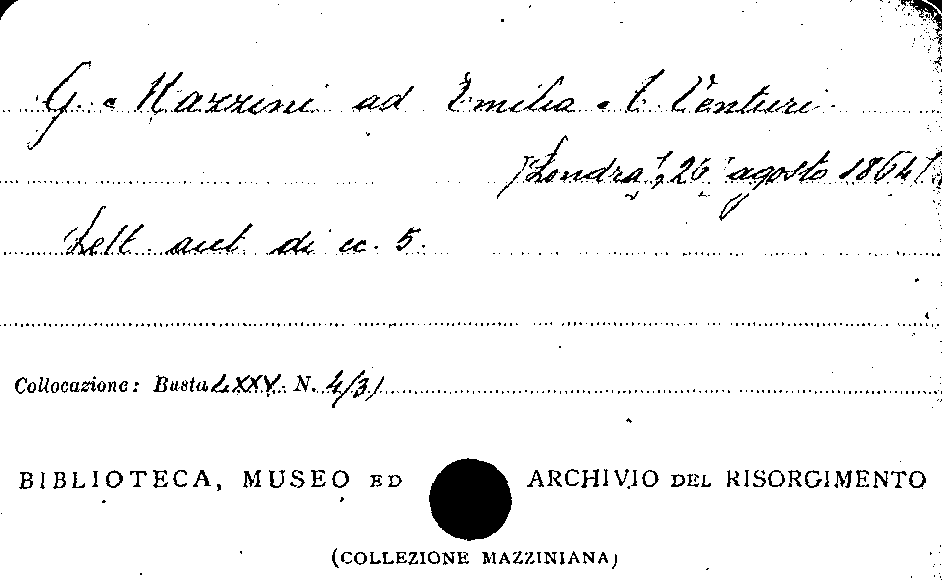 G. Mazzini ad Emilia A. Venturi
[Londra], 26 agosto 1864
Lett. aut. di cc. 5.
Collocazione: Busta LXXV. N. 4/31
BIBLIOTECA, MUSEO ED ARCHIVIO DEL RISORGIMENTO
(COLLEZIONE MAZZINIANA)